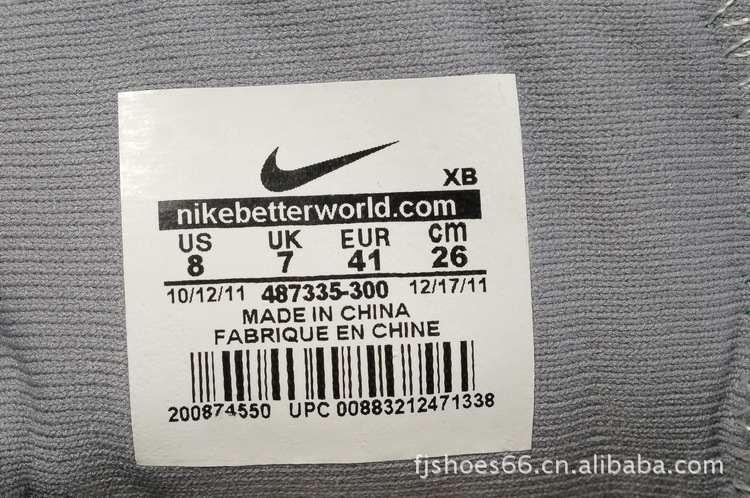 XB
nikebetterworld.com
US UK EUR cm
8 7 41 26
10/12/11 487335-300 12/17/11
MADE IN CHINA
FABRIQUE EN CHINE
200874550 UPC 00883212471338
fjshoes66.cn.alibaba.com